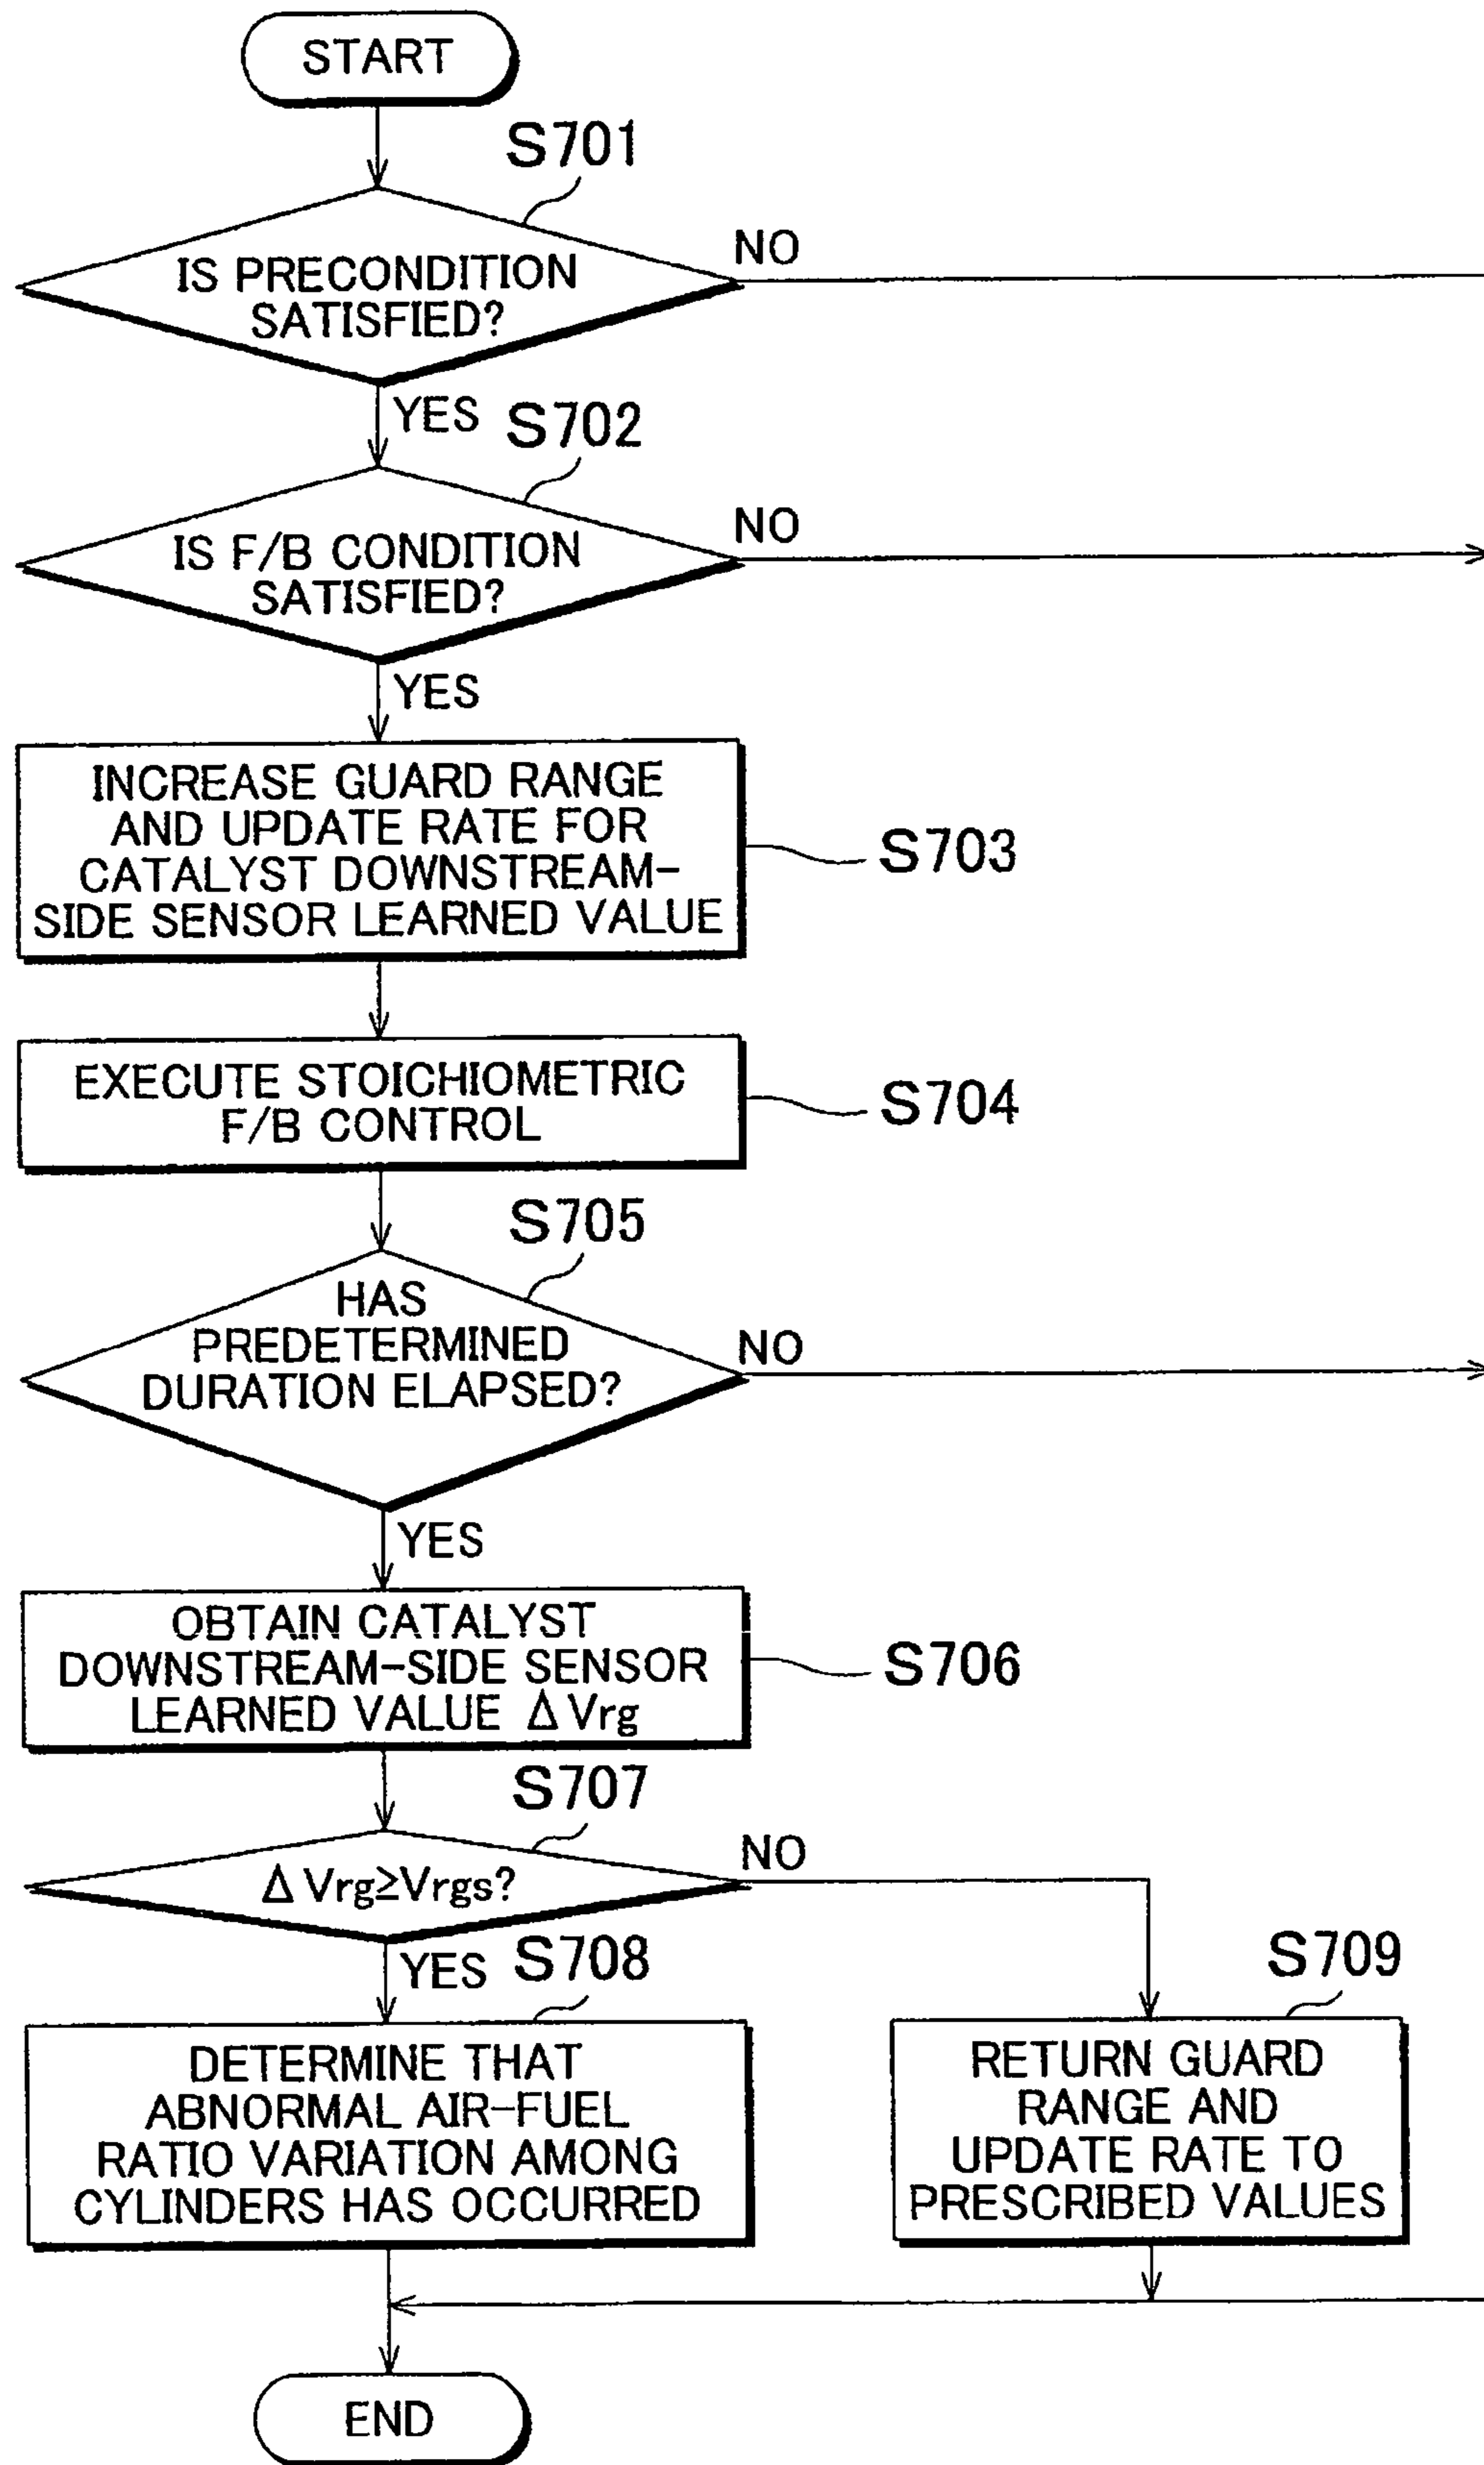 START
S701
IS PRECONDITION
SATISFIED?
NO
YES
S702
IS F/B CONDITION
SATISFIED?
NO
YES
INCREASE GUARD RANGE
AND UPDATE RATE FOR
CATALYST DOWNSTREAM-
SIDE SENSOR LEARNED VALUE
S703
EXECUTE STOICHIOMETRIC
F/B CONTROL
S704
S705
HAS
PREDETERMINED
DURATION ELAPSED?
NO
YES
OBTAIN CATALYST
DOWNSTREAM-SIDE SENSOR
LEARNED VALUE Δ Vrg
S706
S707
Δ Vrg≥Vrgs?
NO
YES
S708
DETERMINE THAT
ABNORMAL AIR-FUEL
RATIO VARIATION AMONG
CYLINDERS HAS OCCURRED
S709
RETURN GUARD
RANGE AND
UPDATE RATE TO
PRESCRIBED VALUES
END